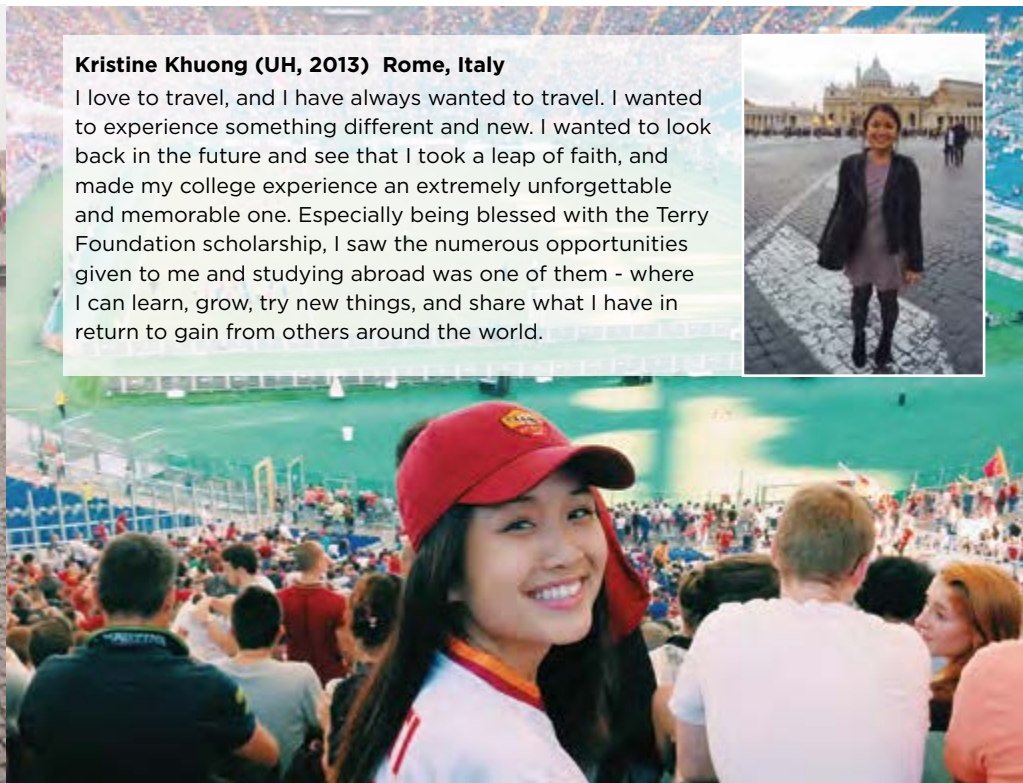 Kristine Khuong (UH, 2013)  Rome, Italy
I love to travel, and I have always wanted to travel. I wanted
to experience something different and new. I wanted to look
back in the future and see that I took a leap of faith, and
made my college experience an extremely unforgettable
and memorable one. Especially being blessed with the Terry
Foundation scholarship, I saw the numerous opportunities
given to me and studying abroad was one of them - where
I can learn, grow, try new things, and share what I have in
return to gain from others around the world.